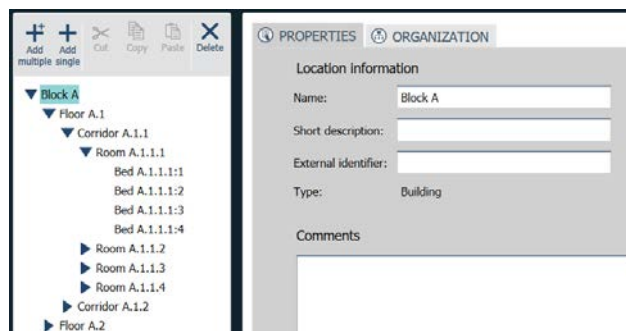 Add multiple
Add single
Cut
Copy
Paste
Delete
Block A
Floor A.1
Corridor A.1.1
Room A.1.1.1
Bed A.1.1.1:1
Bed A.1.1.1:2
Bed A.1.1.1:3
Bed A.1.1.1:4
Room A.1.1.2
Room A.1.1.3
Room A.1.1.4
Corridor A.1.2
Floor A.2
PROPERTIES
ORGANIZATION
Location information
Name: Block A
Short description:
External identifier:
Type: Building
Comments